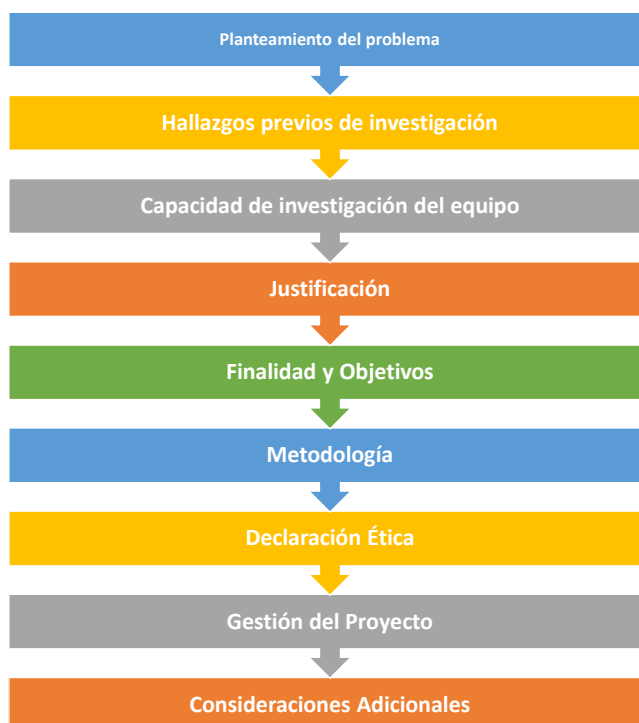 Planteamiento del problema
Hallazgos previos de investigación
Capacidad de investigación del equipo
Justificación
Finalidad y Objetivos
Metodología
Declaración Ética
Gestión del Proyecto
Consideraciones Adicionales